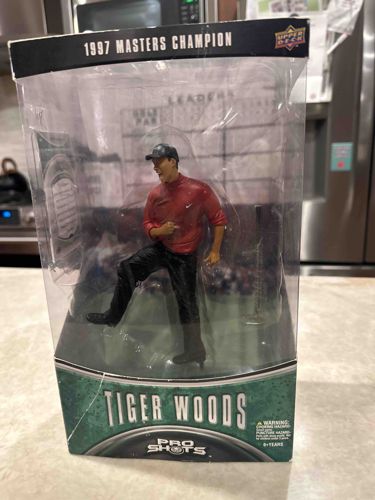 1997 MASTERS CHAMPION
UPPER
DECK
LEADERS
TIGER WOODS
PRO
SHOTS
WARNING:
CHOKING HAZARD-
8+YEARS